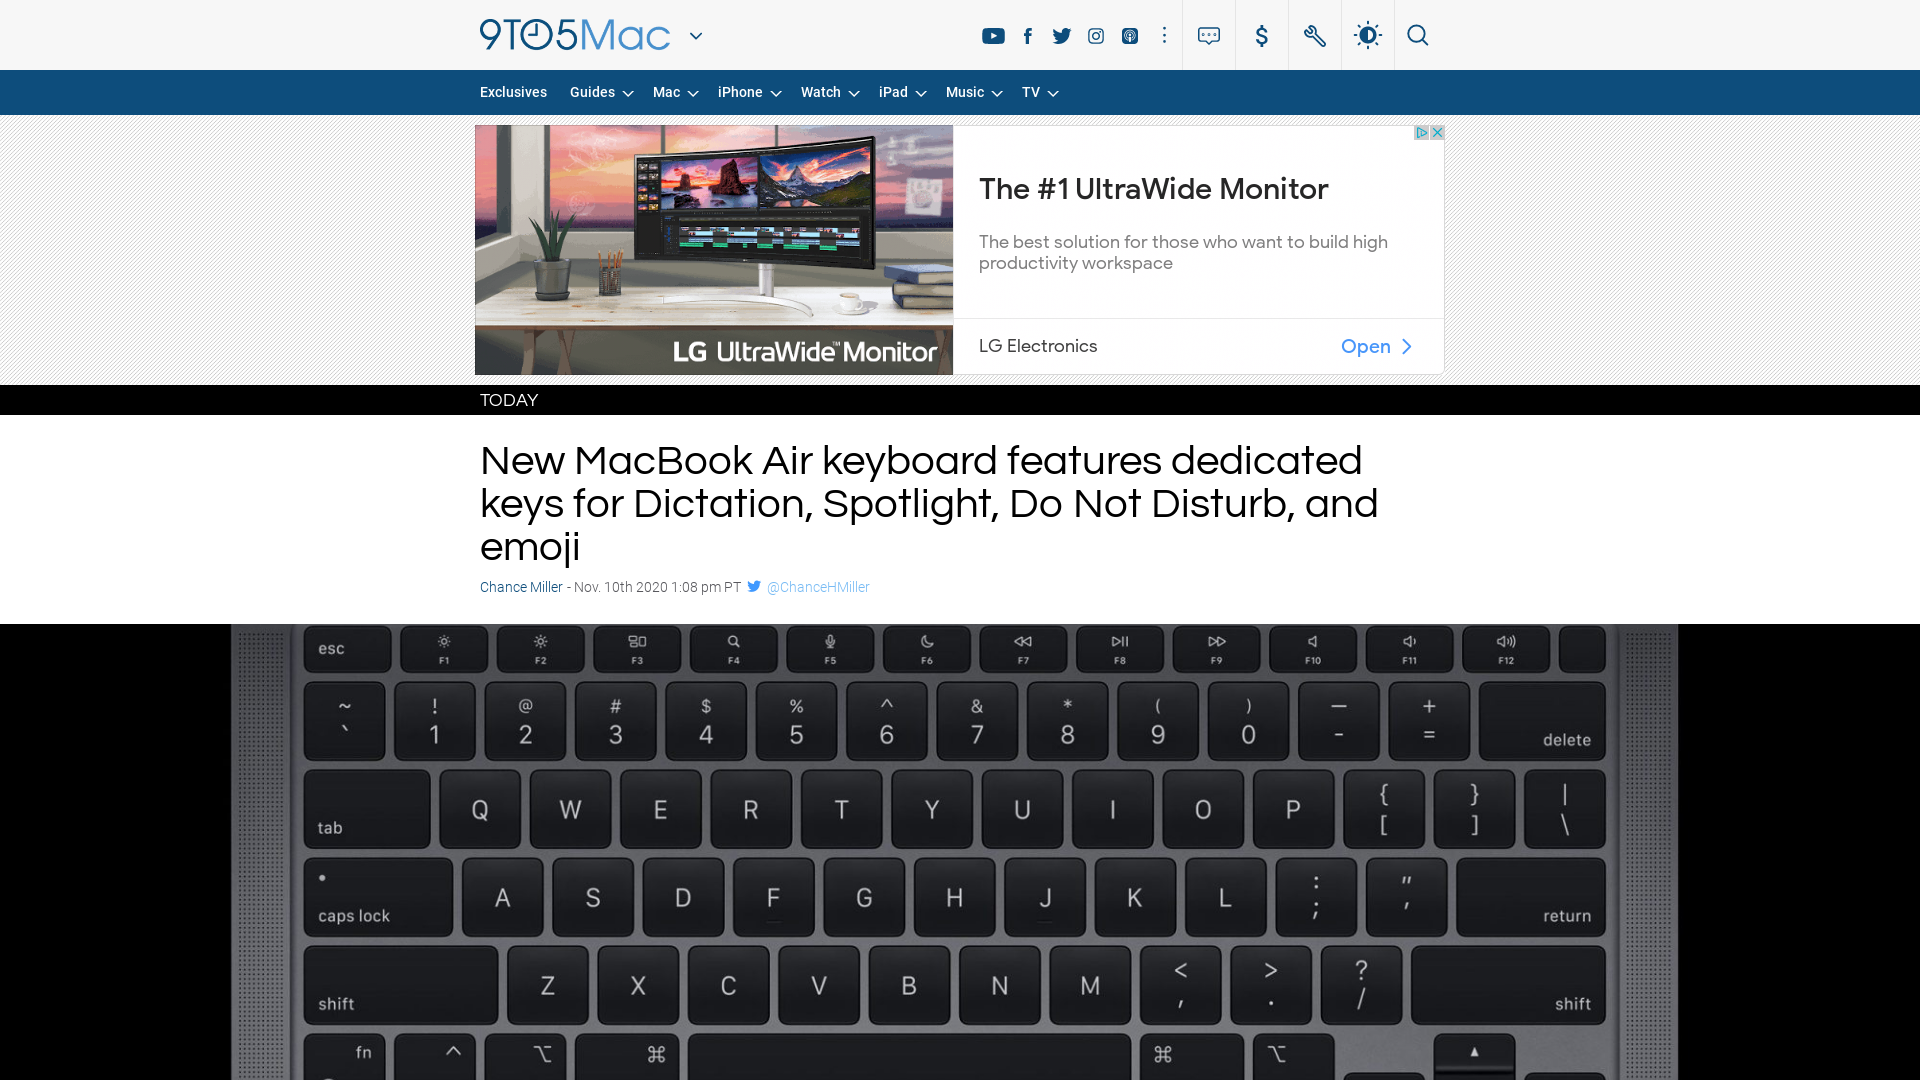 9TO5Mac
Exclusives Guides Mac iPhone Watch iPad Music TV
The #1 UltraWide Monitor
The best solution for those who want to build high
productivity workspace
LG UltraWide™ Monitor
LG Electronics Open
TODAY
New MacBook Air keyboard features dedicated
keys for Dictation, Spotlight, Do Not Disturb, and
emoji
Chance Miller - Nov. 10th 2020 1:08 pm PT @ChanceHMiller
esc F1 F2 F3 F4 F5 F6 F7 F8 F9 F10 F11 F12
~ ! @ # $ % ^ & * ( ) — +
` 1 2 3 4 5 6 7 8 9 0 - = delete
tab Q W E R T Y U I O P { [ } ] | \
caps lock A S D F G H J K L : ; " ' return
shift Z X C V B N M < , > . ? / shift
fn ^ ⌥ ⌘ ⌘ ⌥ ▲